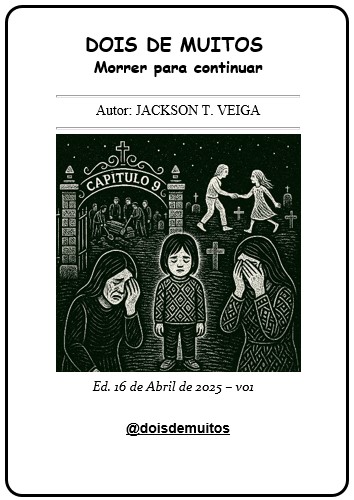 DOIS DE MUITOS
Morrer para continuar
Autor: JACKSON T. VEIGA
CAPITULO 9
Ed. 16 de Abril de 2025 – v01
@doisdemuitos